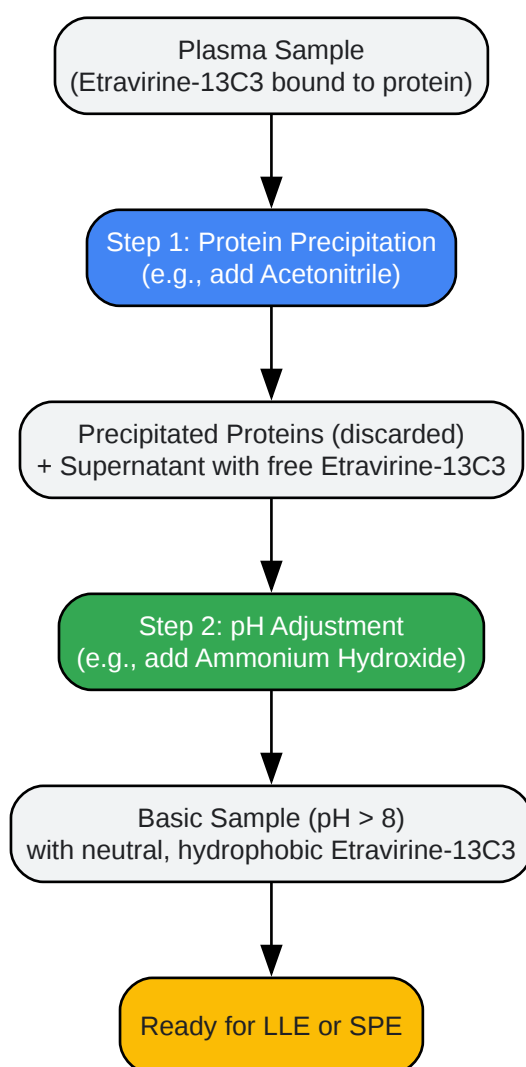 Plasma Sample
(Etravirine-13C3 bound to protein)
Step 1: Protein Precipitation
(e.g., add Acetonitrile)
Precipitated Proteins (discarded)
+ Supernatant with free Etravirine-13C3
Step 2: pH Adjustment
(e.g., add Ammonium Hydroxide)
Basic Sample (pH > 8)
with neutral, hydrophobic Etravirine-13C3
Ready for LLE or SPE